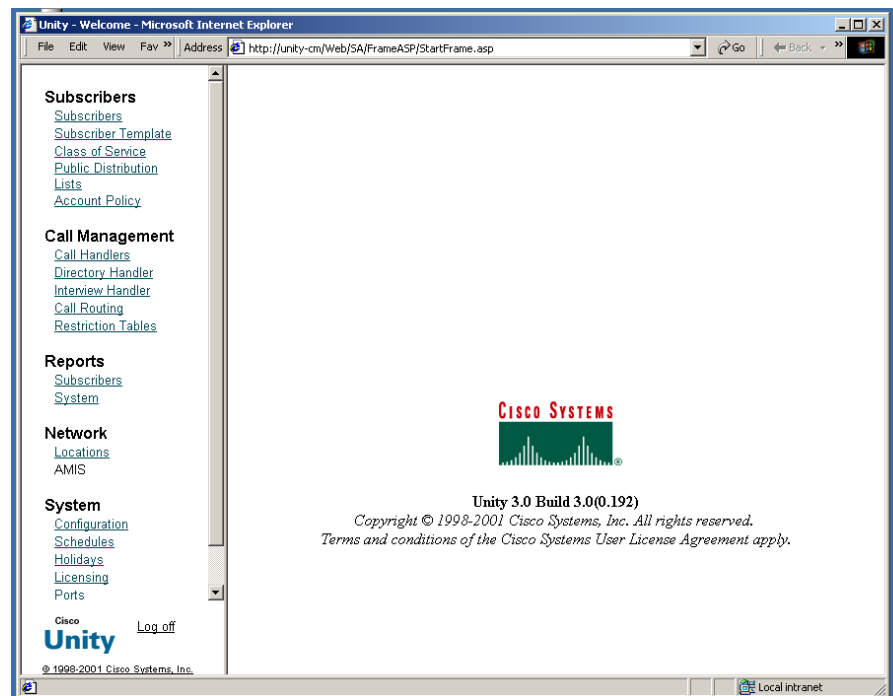 Unity - Welcome - Microsoft Internet Explorer
File Edit View Fav » Address http://unity-cm/Web/SA/FrameASP/StartFrame.asp Go Back »
Subscribers
Subscribers
Subscriber Template
Class of Service
Public Distribution
Lists
Account Policy
Call Management
Call Handlers
Directory Handler
Interview Handler
Call Routing
Restriction Tables
Reports
Subscribers
System
Network
Locations
AMIS
System
Configuration
Schedules
Holidays
Licensing
Ports
Cisco
Unity
Log off
© 1998-2001 Cisco Systems, Inc.
CISCO SYSTEMS
®
Unity 3.0 Build 3.0(0.192)
Copyright © 1998-2001 Cisco Systems, Inc. All rights reserved.
Terms and conditions of the Cisco Systems User License Agreement apply.
Local intranet